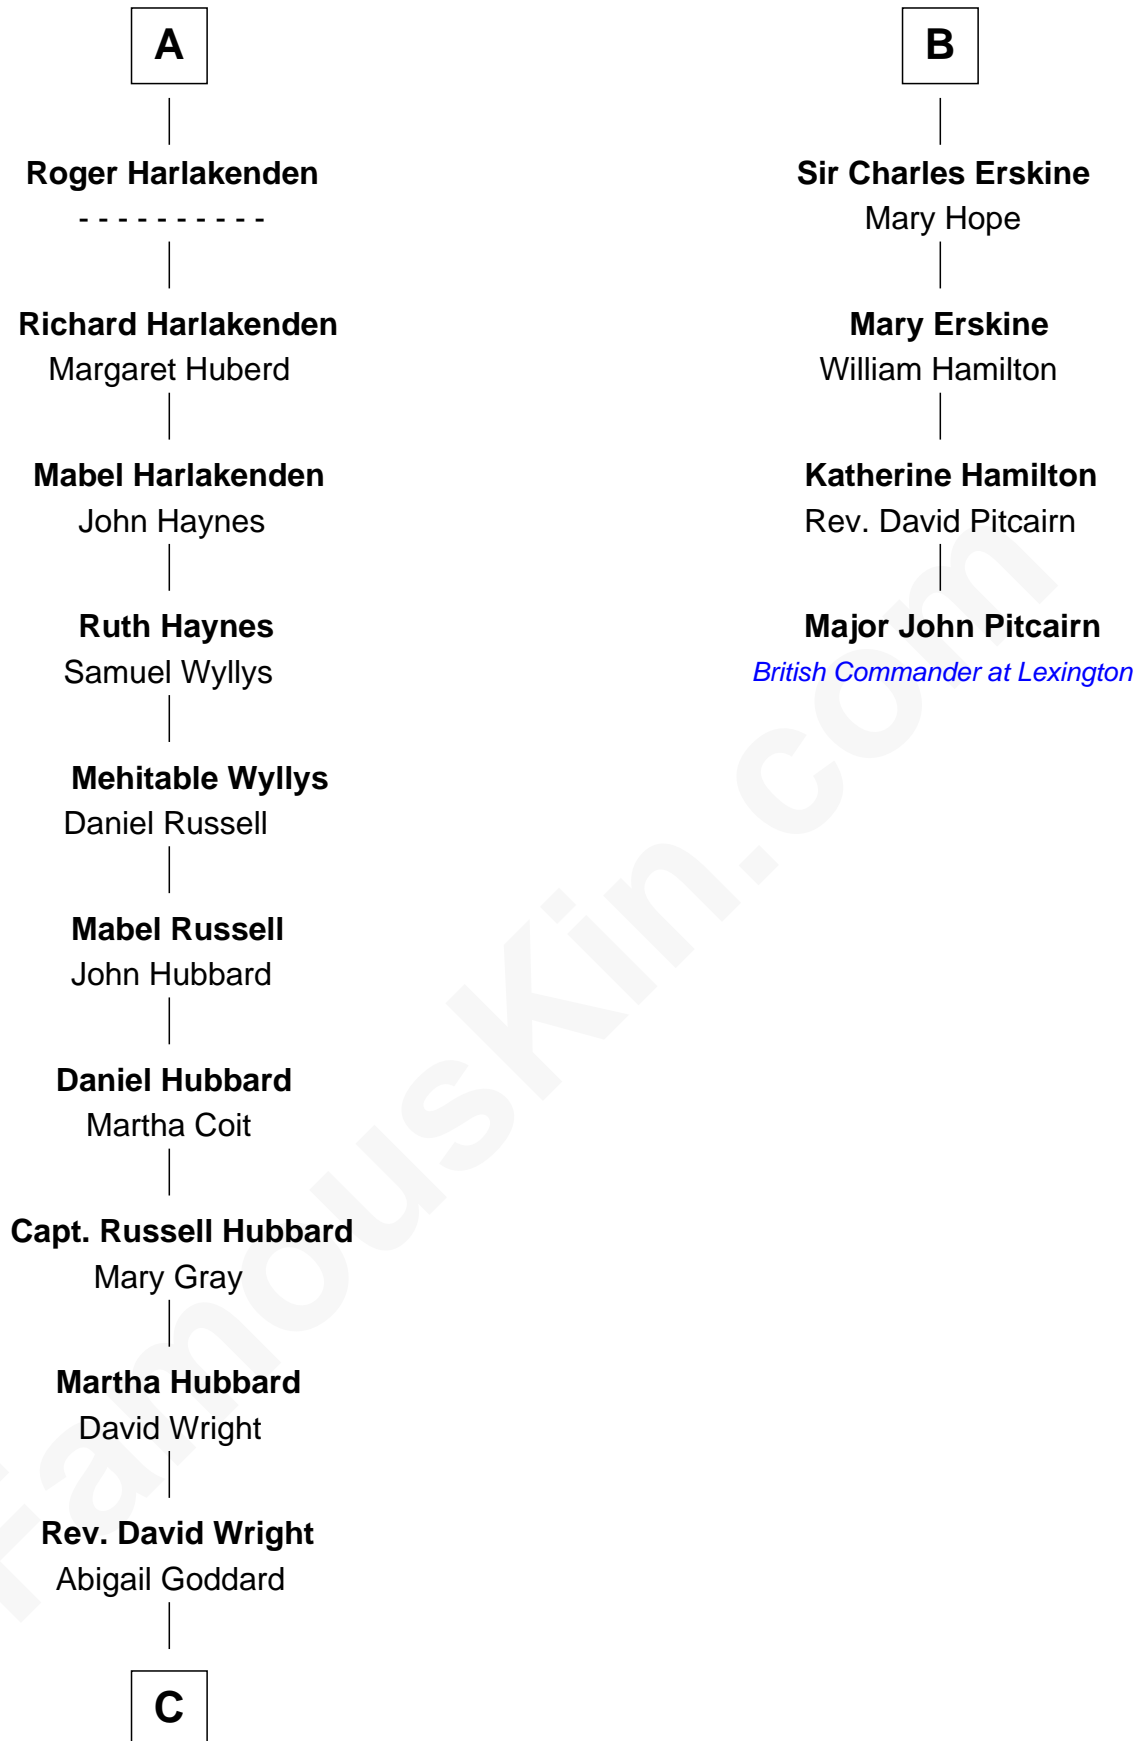 A
Roger Harlakenden
- - - - - - - - - -
Richard Harlakenden
Margaret Huberd
Mabel Harlakenden
John Haynes
Ruth Haynes
Samuel Wyllys
Mehitable Wyllys
Daniel Russell
Mabel Russell
John Hubbard
Daniel Hubbard
Martha Coit
Capt. Russell Hubbard
Mary Gray
Martha Hubbard
David Wright
Rev. David Wright
Abigail Goddard
C
B
Sir Charles Erskine
Mary Hope
Mary Erskine
William Hamilton
Katherine Hamilton
Rev. David Pitcairn
Major John Pitcairn
British Commander at Lexington
FamousKin.com